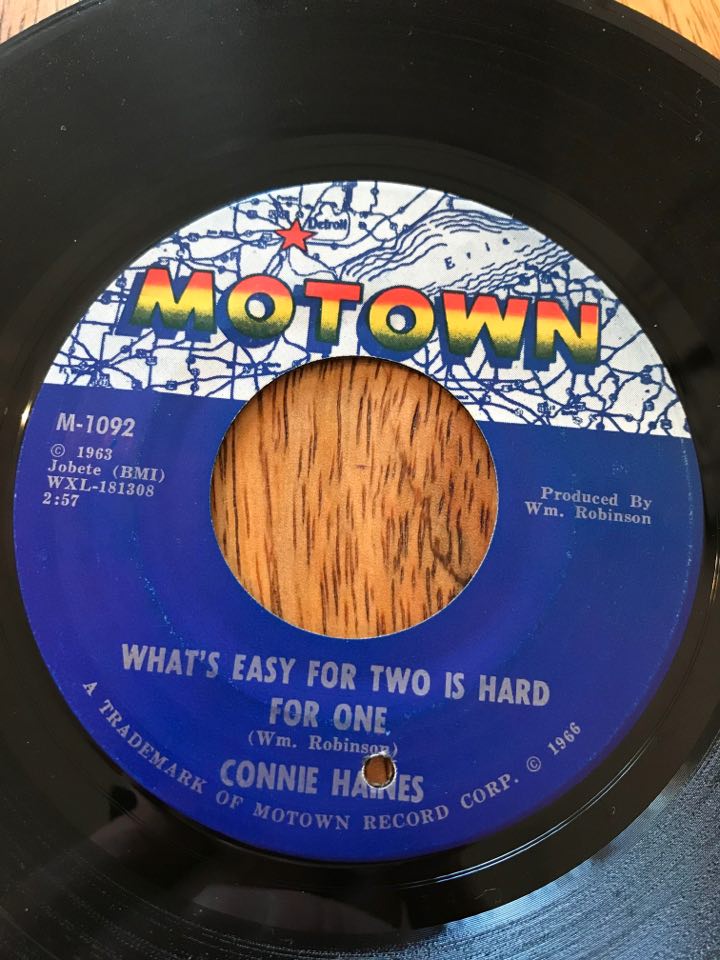 Detroit
Erie
MOTOWN
M-1092
© 1963
Jobete (BMI)
WXL-181308
2:57
Produced By
Wm. Robinson
WHAT'S EASY FOR TWO IS HARD
FOR ONE
(Wm. Robinson)
CONNIE HAINES
A TRADEMARK OF MOTOWN RECORD CORP. © 1966